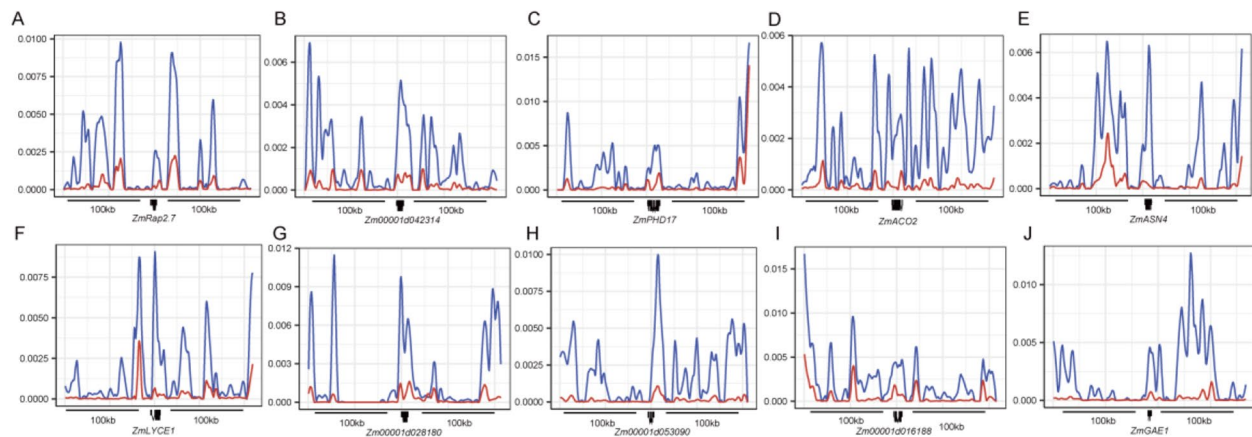 A
0.0100
0.0075
0.0050
0.0025
0.0000
100kb 100kb
ZmRap2.7
B
0.006
0.004
0.002
0.000
100kb 100kb
Zm00001d042314
C
0.015
0.010
0.005
0.000
100kb 100kb
ZmPHD17
D
0.006
0.004
0.002
0.000
100kb 100kb
ZmACO2
E
0.006
0.004
0.002
0.000
100kb 100kb
ZmASN4
F
0.0075
0.0050
0.0025
0.0000
100kb 100kb
ZmLYCE1
G
0.012
0.009
0.006
0.003
0.000
100kb 100kb
Zm00001d028180
H
0.0100
0.0075
0.0050
0.0025
0.0000
100kb 100kb
Zm00001d053090
I
0.015
0.010
0.005
0.000
100kb 100kb
Zm00001d016188
J
0.010
0.005
0.000
100kb 100kb
ZmGAE1